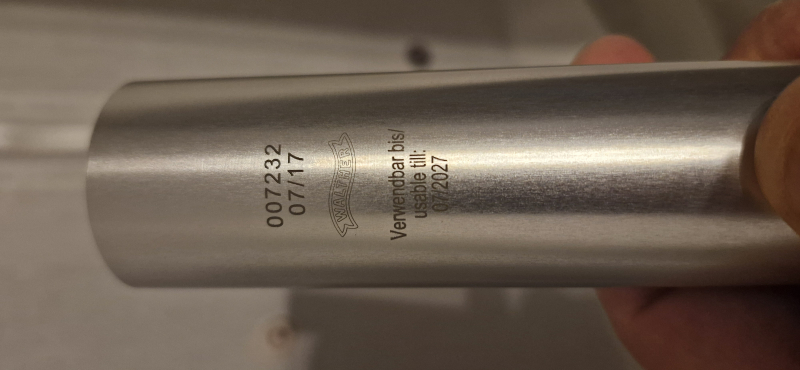 007232
07/17
WALTHER
Verwendbar bis/
usable till:
07/2027